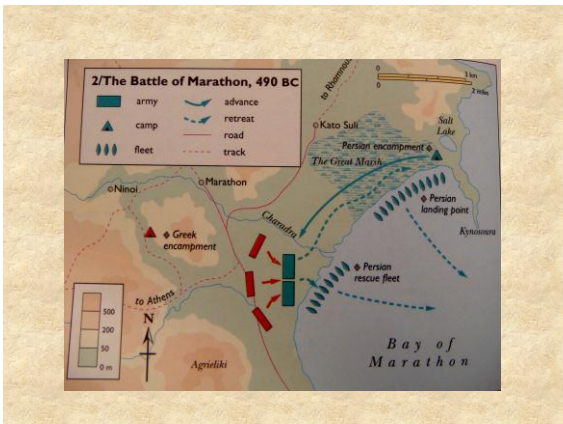 2/The Battle of Marathon, 490 BC
army
advance
camp
retreat
fleet
road
track
3 km
2 miles
to Rhamnou
Kato Suli
Salt
Lake
Persian encampment
The Great Marsh
Ninoi
Marathon
Persian
landing point
Charadra
Kynosoura
Greek
encampment
Persian
rescue fleet
to Athens
N
500
200
50
0 m
Agrieliki
Bay of
Marathon